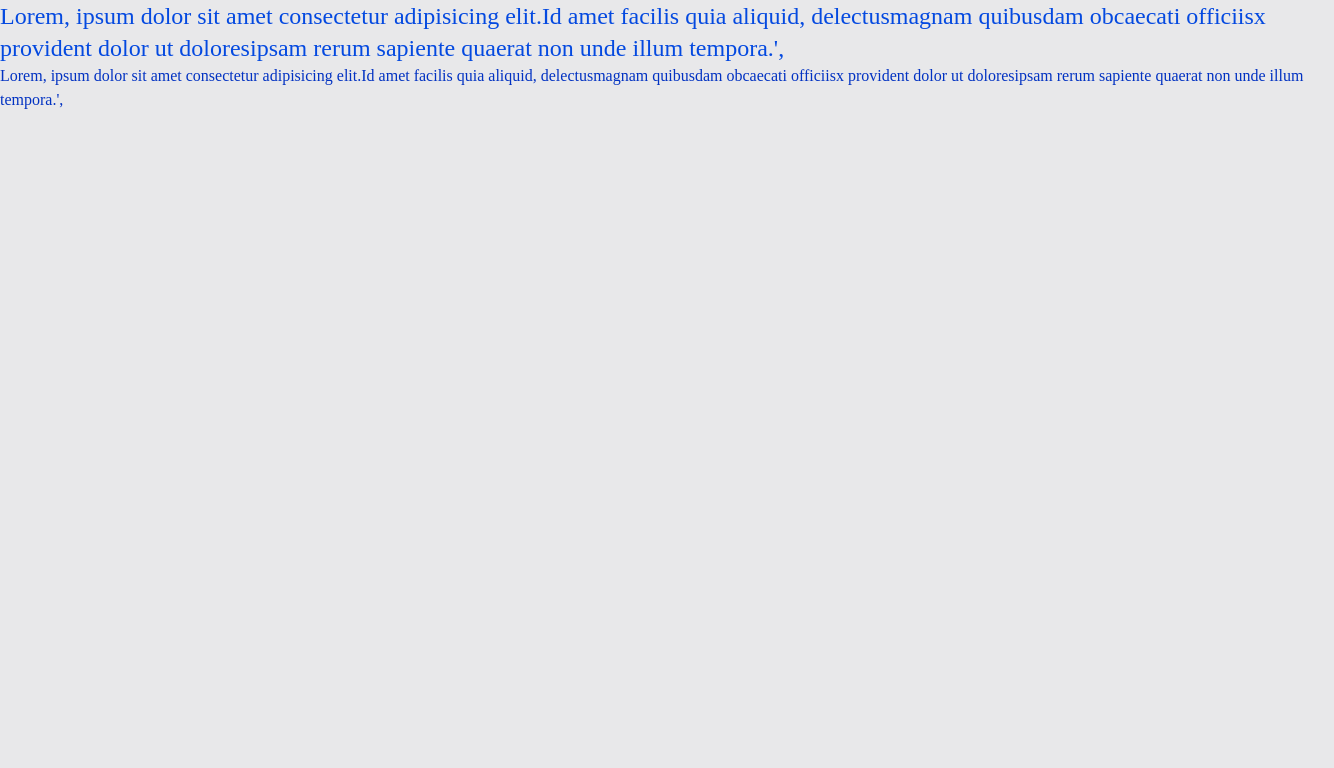 Lorem, ipsum dolor sit amet consectetur adipisicing elit.Id amet facilis quia aliquid, delectusmagnam quibusdam obcaecati officiisx
provident dolor ut doloresipsam rerum sapiente quaerat non unde illum tempora.',
Lorem, ipsum dolor sit amet consectetur adipisicing elit.Id amet facilis quia aliquid, delectusmagnam quibusdam obcaecati officiisx provident dolor ut doloresipsam rerum sapiente quaerat non unde illum
tempora.',